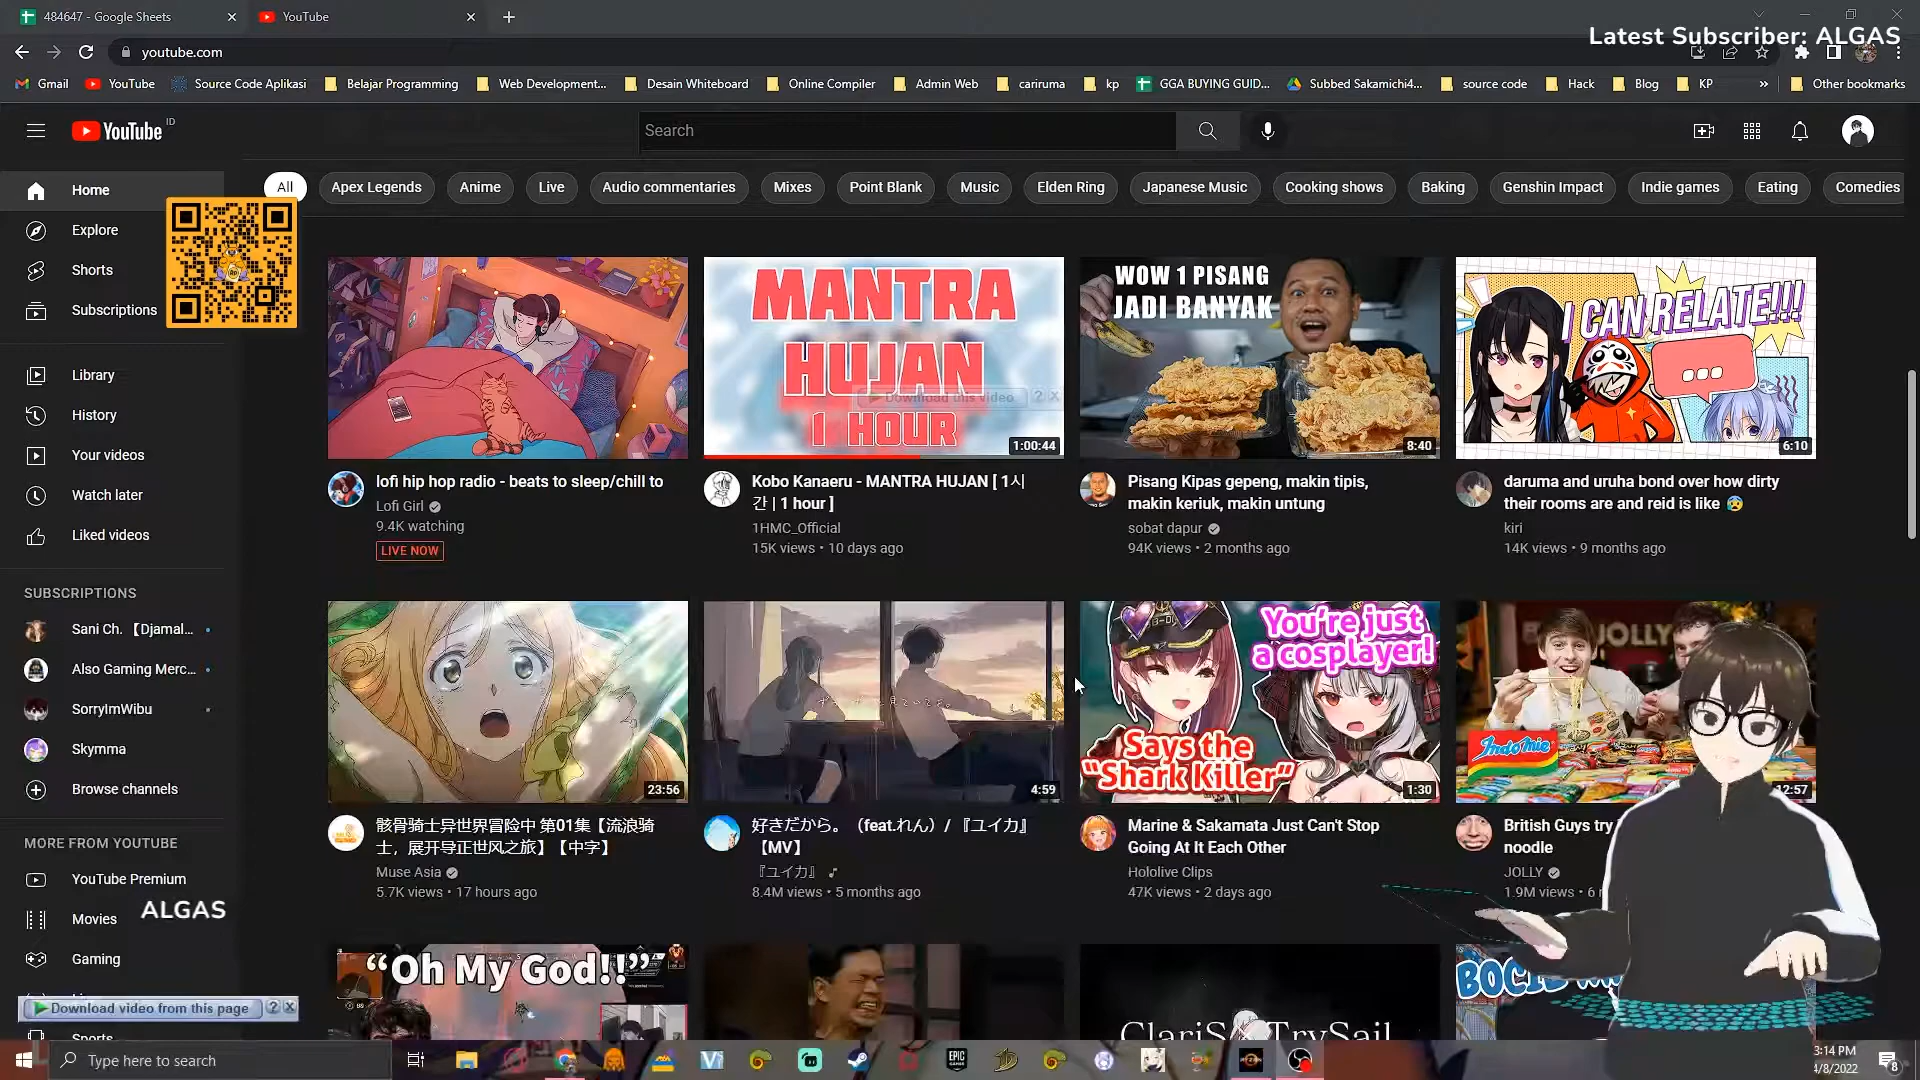 484647 - Google Sheets
YouTube
Latest Subscriber: ALGAS
youtube.com
Gmail
YouTube
Source Code Aplikasi
Belajar Programming
Web Development...
Desain Whiteboard
Online Compiler
Admin Web
cariruma
kp
GGA BUYING GUID...
Subbed Sakamichi4...
source code
Hack
Blog
KP
Other bookmarks
YouTube ID
Search
All
Apex Legends
Anime
Live
Audio commentaries
Mixes
Point Blank
Music
Elden Ring
Japanese Music
Cooking shows
Baking
Genshin Impact
Indie games
Eating
Comedies
Home
Explore
Shorts
Subscriptions
Library
History
Your videos
Watch later
Liked videos
SUBSCRIPTIONS
Sani Ch.【Djamal...
Also Gaming Merc...
SorryImWibu
Skymma
Browse channels
MORE FROM YOUTUBE
YouTube Premium
Movies
ALGAS
Gaming
Download video from this page
Sports
MANTRA
HUJAN
1 HOUR
Download this video
1:00:44
WOW 1 PISANG
JADI BANYAK
8:40
I CAN RELATE!!!
6:10
lofi hip hop radio - beats to sleep/chill to
Lofi Girl
9.4K watching
LIVE NOW
Kobo Kanaeru - MANTRA HUJAN [ 1시
간 | 1 hour ]
1HMC_Official
15K views • 10 days ago
Pisang Kipas gepeng, makin tipis,
makin keriuk, makin untung
sobat dapur
94K views • 2 months ago
daruma and uruha bond over how dirty
their rooms are and reid is like 😰
kiri
14K views • 9 months ago
23:56
4:59
You're just
a cosplayer!
Says the
"Shark Killer"
1:30
JOLLY
Indomie
12:57
骸骨骑士异世界冒险中 第01集【流浪骑
士，展开导正世风之旅】【中字】
Muse Asia
5.7K views • 17 hours ago
好きだから。（feat.れん）/ 『ユイカ』
【MV】
『ユイカ』
8.4M views • 5 months ago
Marine & Sakamata Just Can't Stop
Going At It Each Other
Hololive Clips
47K views • 2 days ago
British Guys try
noodle
JOLLY
1.9M views • 6
"Oh My God!!"
ClariS TrySail
BOCIL
Type here to search
EPIC
3:14 PM
4/8/2022
8